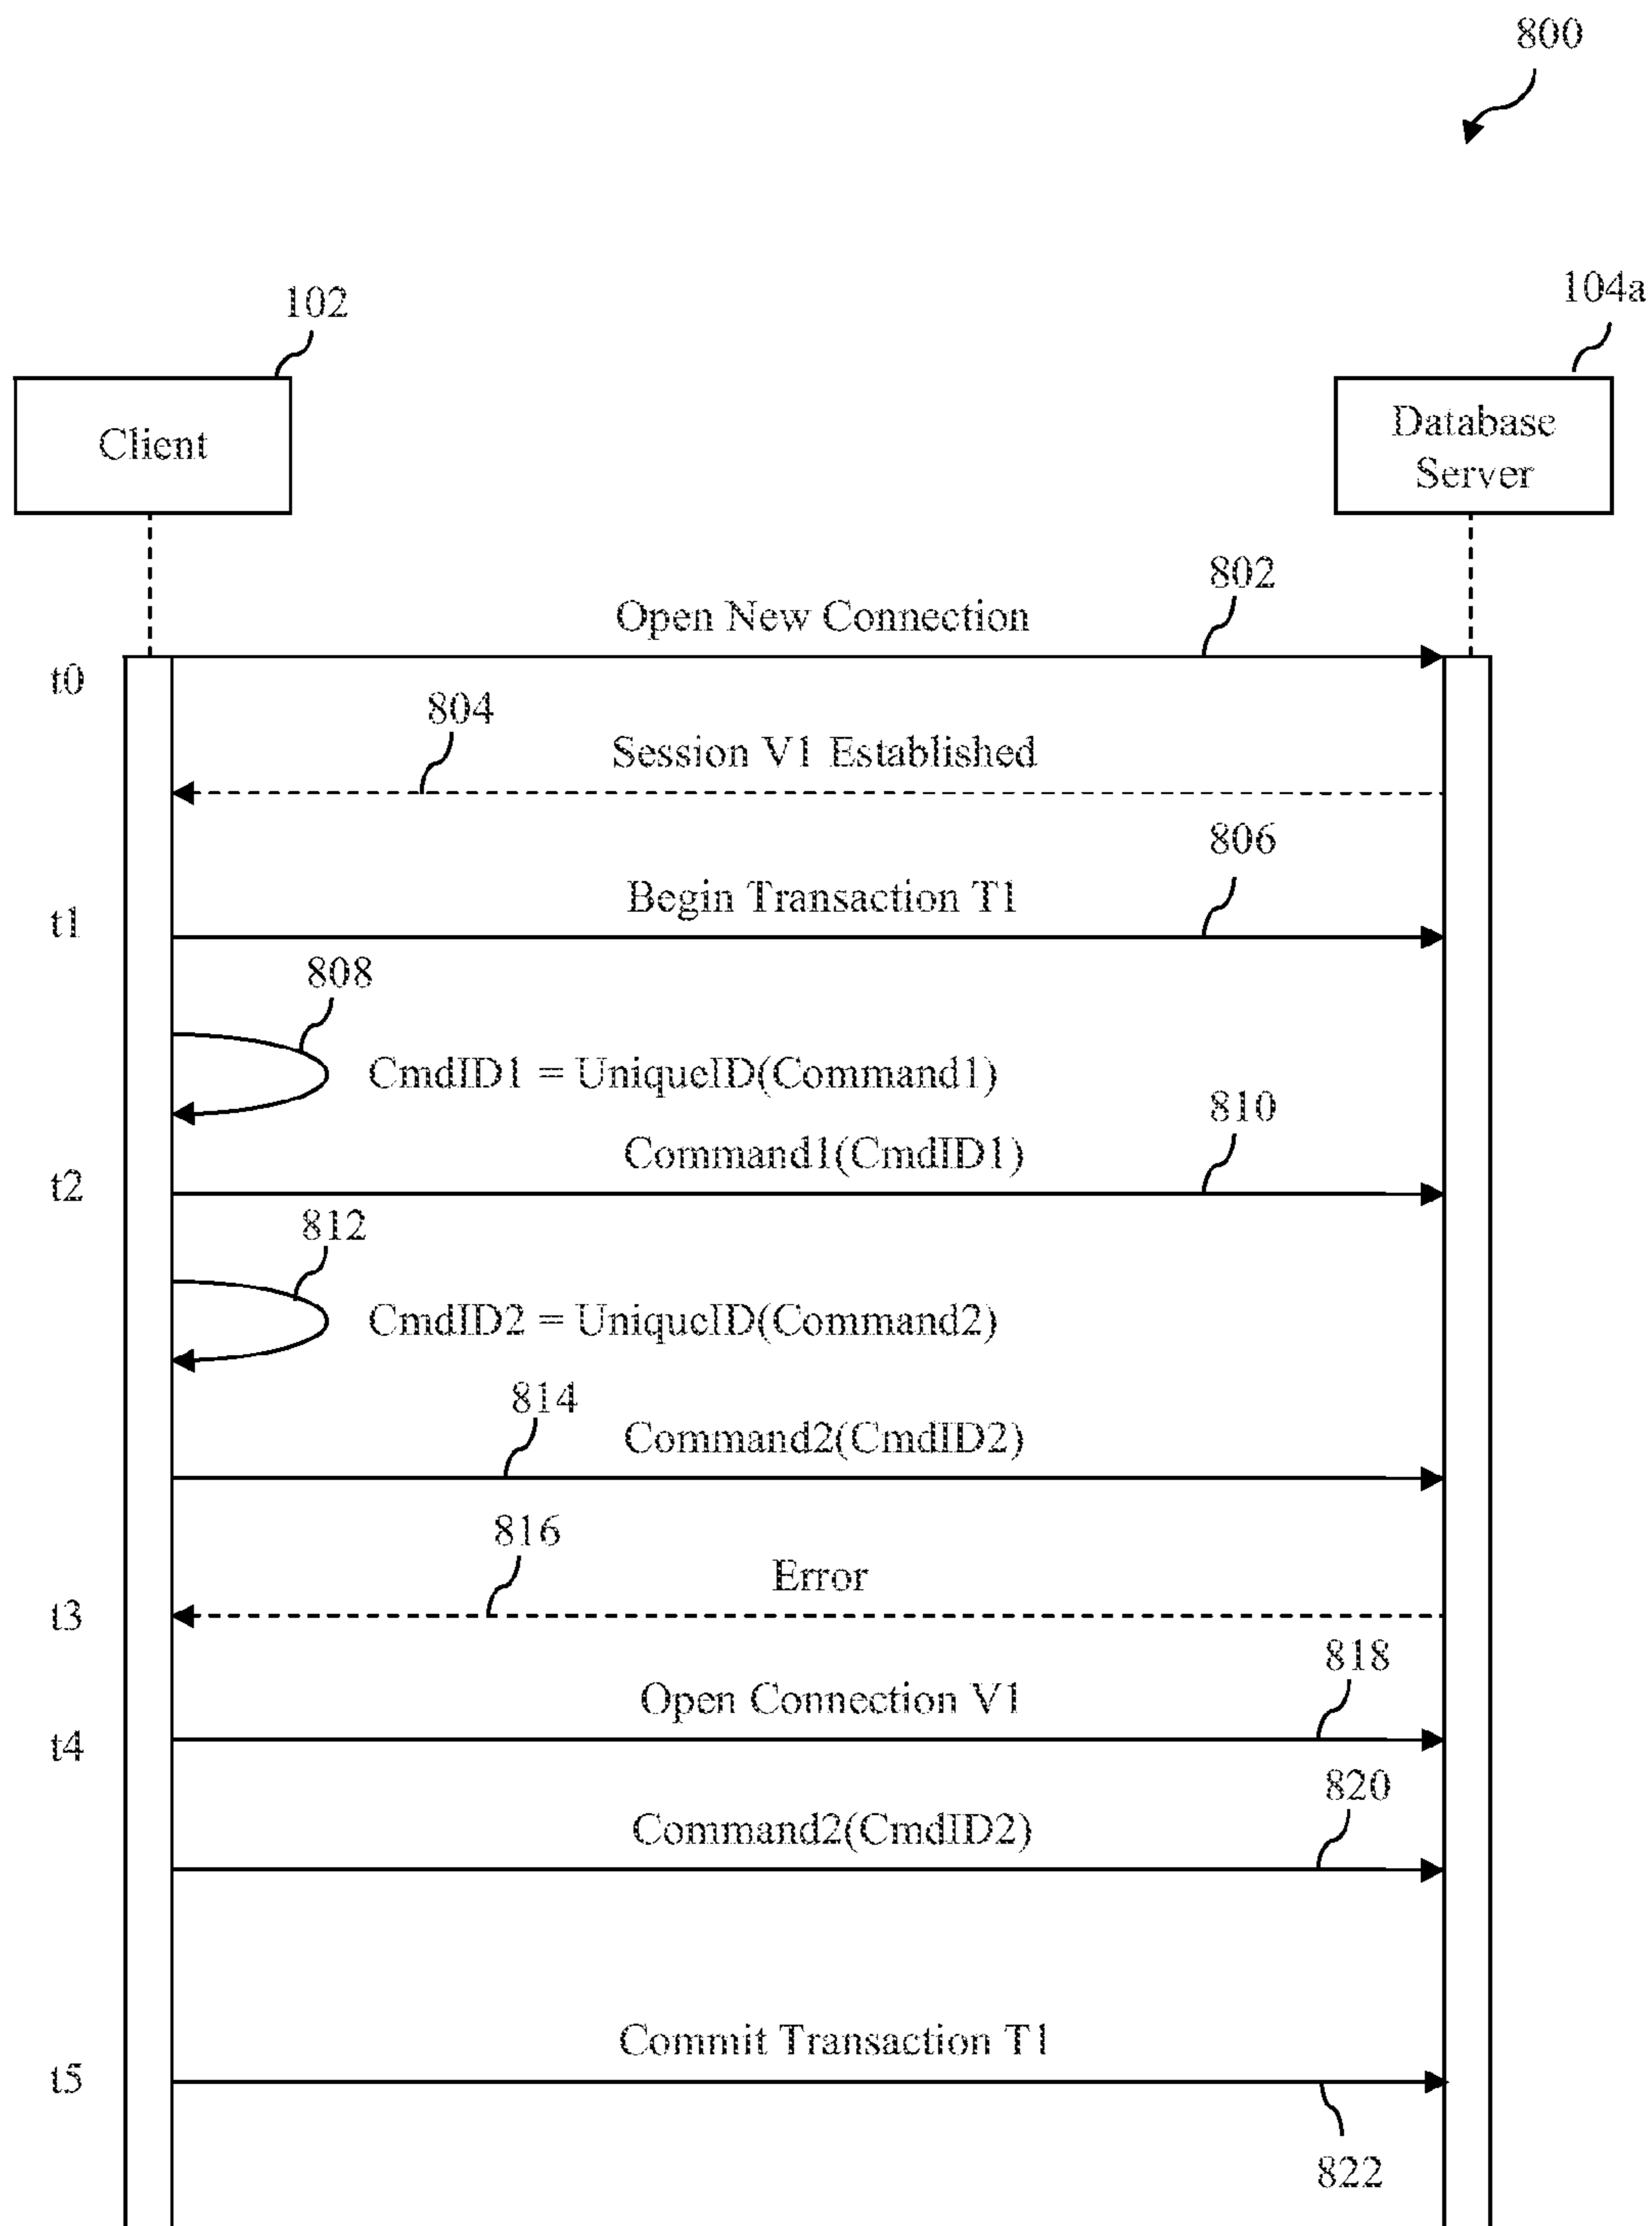 800
102
104a
Client
Database
Server
802
Open New Connection
t0
804
Session V1 Established
806
Begin Transaction T1
t1
808
CmdID1 = UniqueID(Command1)
810
Command1(CmdID1)
t2
812
CmdID2 = UniqueID(Command2)
814
Command2(CmdID2)
816
Error
t3
818
Open Connection V1
t4
820
Command2(CmdID2)
Commit Transaction T1
t5
822